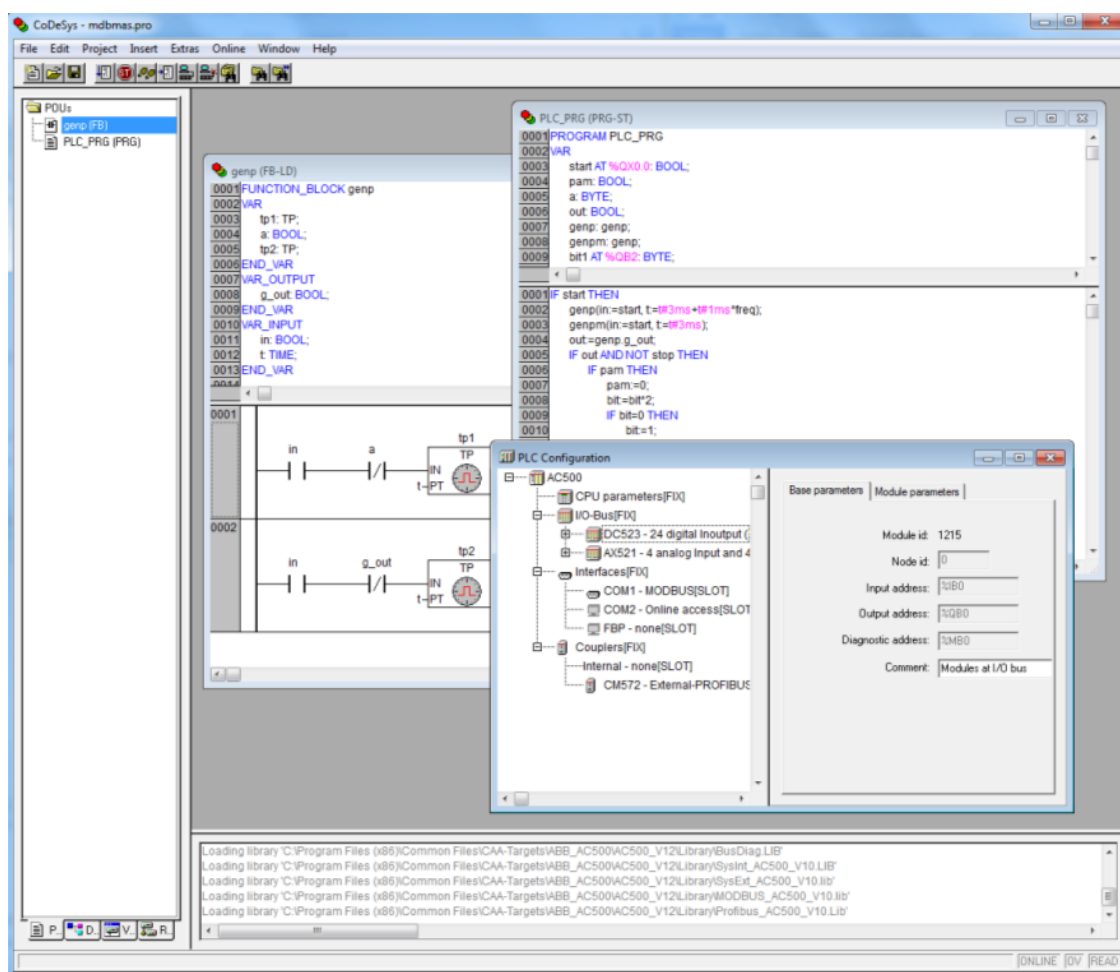 CoDeSys - mdbmas.pro
File Edit Project Insert Extras Online Window Help
POUs
genp (FB)
PLC_PRG (PRG)
genp (FB-LD)
0001 FUNCTION_BLOCK genp
0002 VAR
0003 tp1: TP;
0004 a: BOOL;
0005 tp2: TP;
0006 END_VAR
0007 VAR_OUTPUT
0008 g_out: BOOL;
0009 END_VAR
0010 VAR_INPUT
0011 in: BOOL;
0012 t: TIME;
0013 END_VAR
0014
0001
in a tp1
TP
IN
t-PT
0002
in g_out tp2
TP
IN
t-PT
PLC_PRG (PRG-ST)
0001 PROGRAM PLC_PRG
0002 VAR
0003 start AT %QX0.0: BOOL;
0004 pam: BOOL;
0005 a: BYTE;
0006 out: BOOL;
0007 genp: genp;
0008 genpm: genp;
0009 bit1 AT %QB2: BYTE;
0001 IF start THEN
0002 genp(in:=start, t:=t#3ms+t#1ms*freq);
0003 genpm(in:=start, t:=t#3ms);
0004 out:=genp.g_out;
0005 IF out AND NOT stop THEN
0006 IF pam THEN
0007 pam:=0;
0008 bit:=bit*2;
0009 IF bit=0 THEN
0010 bit:=1;
PLC Configuration
AC500
CPU parameters[FIX]
I/O-Bus[FIX]
DC523 - 24 digital Inoutput (
AX521 - 4 analog Input and 4
Interfaces[FIX]
COM1 - MODBUS[SLOT]
COM2 - Online access[SLOT
FBP - none[SLOT]
Couplers[FIX]
Internal - none[SLOT]
CM572 - External-PROFIBUS
Base parameters Module parameters
Module id: 1215
Node id: 0
Input address: %IB0
Output address: %QB0
Diagnostic address: %MB0
Comment: Modules at I/O bus
Loading library 'C:\Program Files (x86)\Common Files\CAA-Targets\ABB_AC500\AC500_V12\Library\BusDiag.LIB'
Loading library 'C:\Program Files (x86)\Common Files\CAA-Targets\ABB_AC500\AC500_V12\Library\SysInt_AC500_V10.LIB'
Loading library 'C:\Program Files (x86)\Common Files\CAA-Targets\ABB_AC500\AC500_V12\Library\SysExt_AC500_V10.lib'
Loading library 'C:\Program Files (x86)\Common Files\CAA-Targets\ABB_AC500\AC500_V12\Library\MODBUS_AC500_V10.lib'
Loading library 'C:\Program Files (x86)\Common Files\CAA-Targets\ABB_AC500\AC500_V12\Library\Profibus_AC500_V10.Lib'
P.. D.. V.. R..
ONLINE OV READ